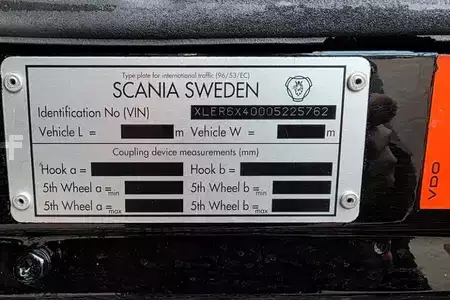 Type plate for international traffic (96/53/EC)
SCANIA SWEDEN
Identification No (VIN) XLER6X40005225762
Vehicle L = m Vehicle W = m
Coupling device measurements (mm)
Hook a = Hook b =
5th Wheel a = min 5th Wheel b = min
5th Wheel a = max 5th Wheel b = max
VDO
F